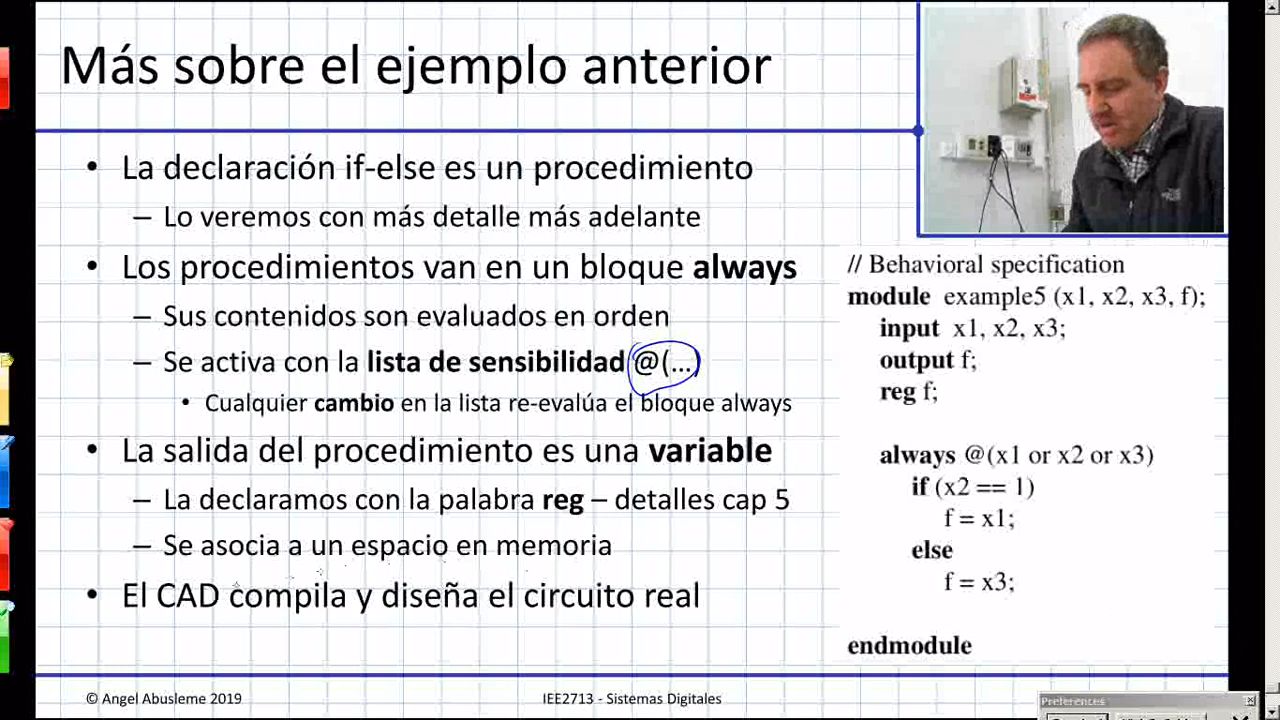 Más sobre el ejemplo anterior
• La declaración if-else es un procedimiento
– Lo veremos con más detalle más adelante
• Los procedimientos van en un bloque always
– Sus contenidos son evaluados en orden
– Se activa con la lista de sensibilidad @(...)
• Cualquier cambio en la lista re-evalúa el bloque always
• La salida del procedimiento es una variable
– La declaramos con la palabra reg – detalles cap 5
– Se asocia a un espacio en memoria
• El CAD compila y diseña el circuito real
// Behavioral specification
module example5 (x1, x2, x3, f);
input x1, x2, x3;
output f;
reg f;
always @(x1 or x2 or x3)
if (x2 == 1)
f = x1;
else
f = x3;
endmodule
© Angel Abusleme 2019
IEE2713 - Sistemas Digitales
Preferences